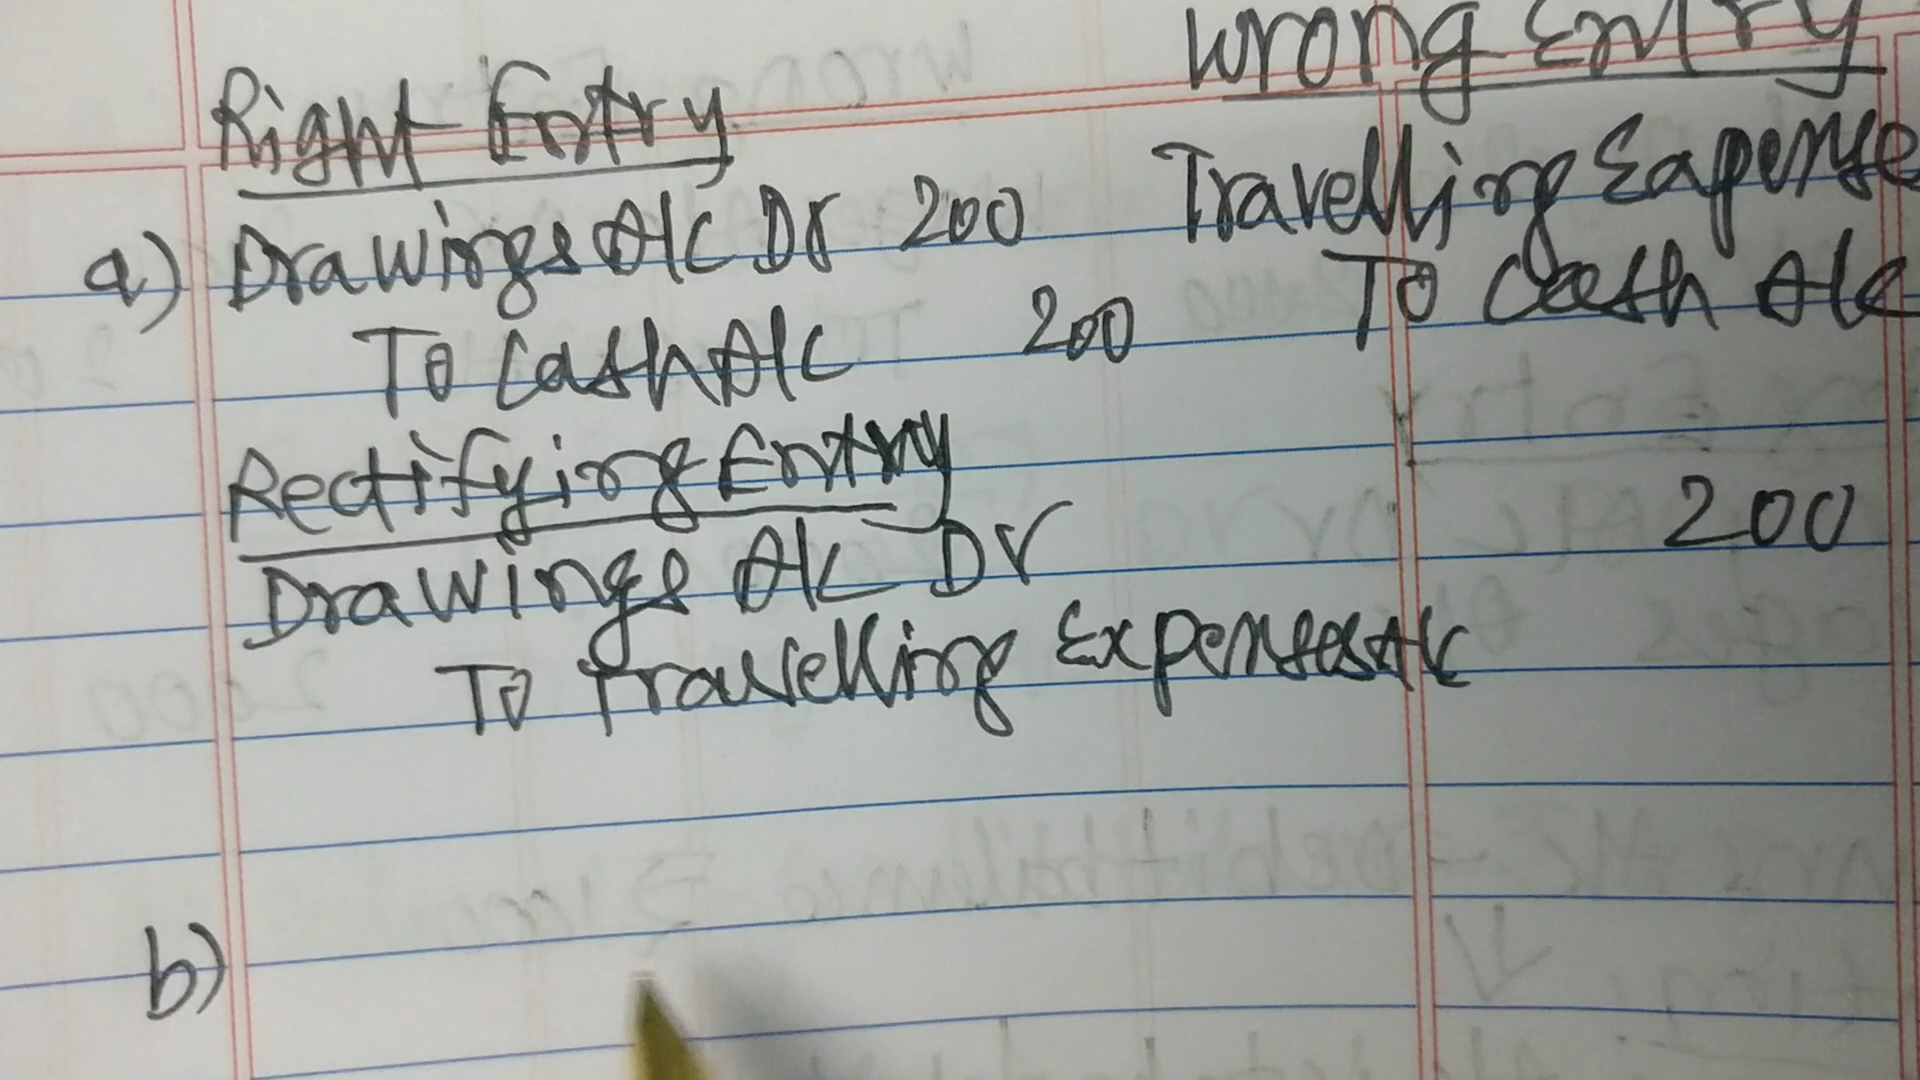 Right Entry
Wrong Entry
a) Drawings A/C Dr 200
To Cash A/C 200
Travelling Expense
To Cash A/C
Rectifying Entry
Drawings A/C Dr 200
To Travelling Expenses A/C
b)